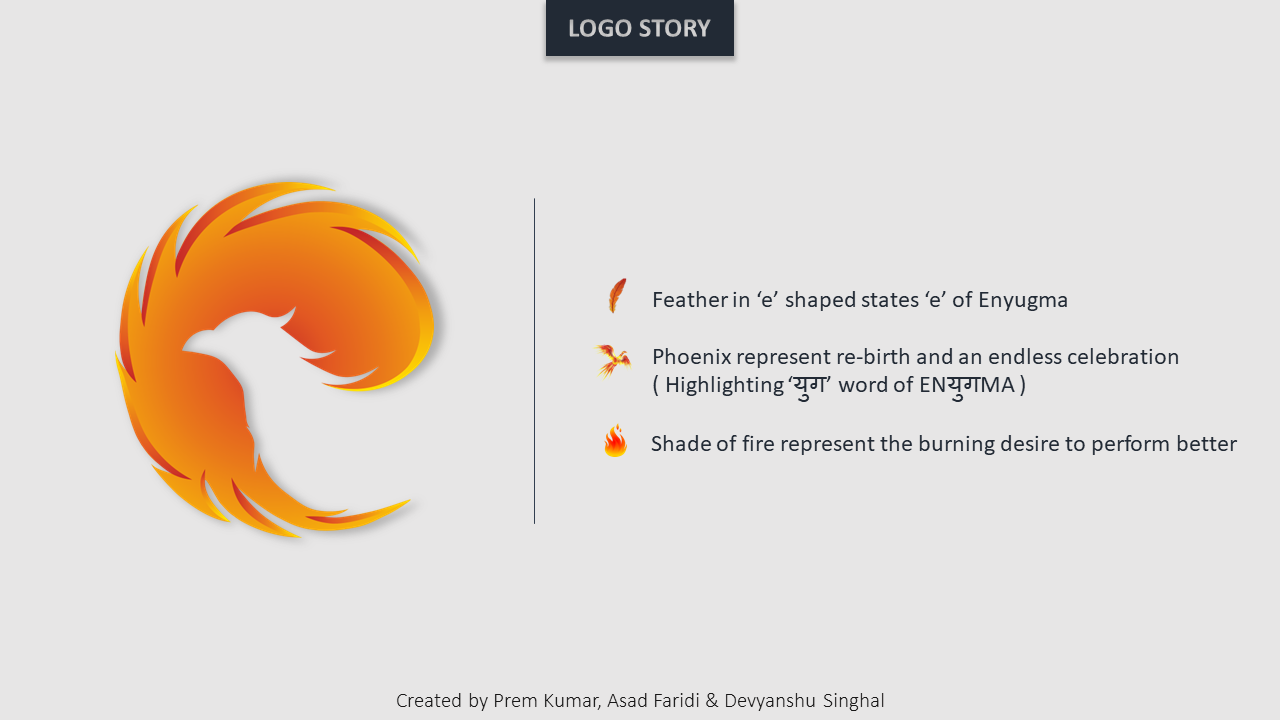 LOGO STORY
Feather in ‘e’ shaped states ‘e’ of Enyugma
Phoenix represent re-birth and an endless celebration
( Highlighting ‘युग’ word of ENयुगMA )
Shade of fire represent the burning desire to perform better
Created by Prem Kumar, Asad Faridi & Devyanshu Singhal